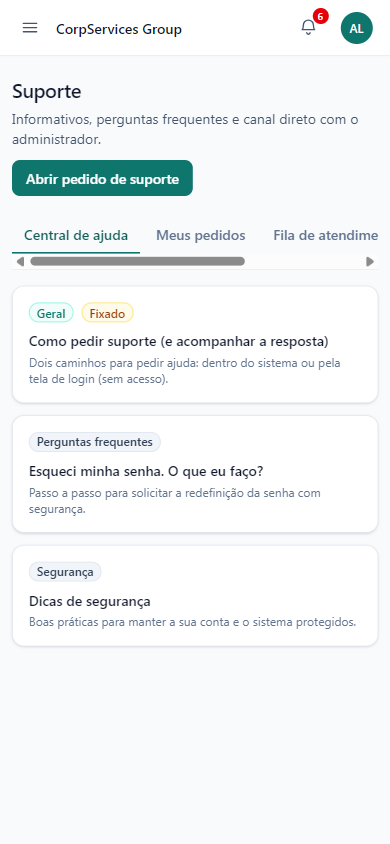 CorpServices Group
6
AL
Suporte
Informativos, perguntas frequentes e canal direto com o
administrador.
Abrir pedido de suporte
Central de ajuda
Meus pedidos
Fila de atendime
Geral
Fixado
Como pedir suporte (e acompanhar a resposta)
Dois caminhos para pedir ajuda: dentro do sistema ou pela
tela de login (sem acesso).
Perguntas frequentes
Esqueci minha senha. O que eu faço?
Passo a passo para solicitar a redefinição da senha com
segurança.
Segurança
Dicas de segurança
Boas práticas para manter a sua conta e o sistema protegidos.